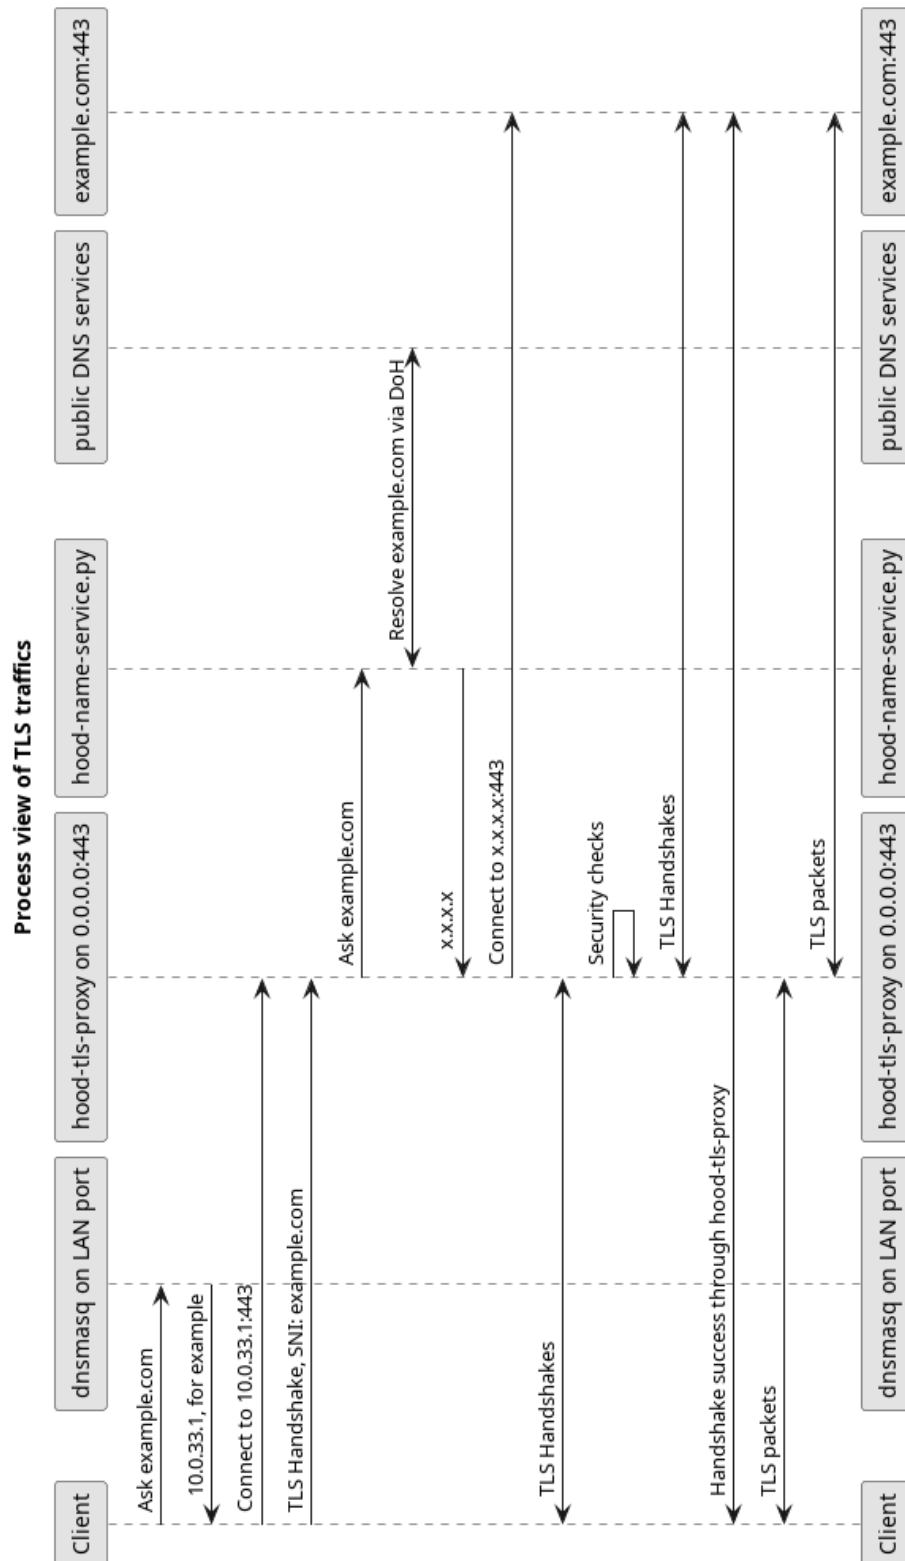 Process view of TLS traffics
Client
dnsmasq on LAN port
hood-tls-proxy on 0.0.0.0:443
hood-name-service.py
public DNS services
example.com:443
Ask example.com
10.0.33.1, for example
Connect to 10.0.33.1:443
TLS Handshake, SNI: example.com
Ask example.com
Resolve example.com via DoH
x.x.x.x
Connect to x.x.x.x:443
TLS Handshakes
Security checks
TLS Handshakes
Handshake success through hood-tls-proxy
TLS packets
TLS packets
Client
dnsmasq on LAN port
hood-tls-proxy on 0.0.0.0:443
hood-name-service.py
public DNS services
example.com:443